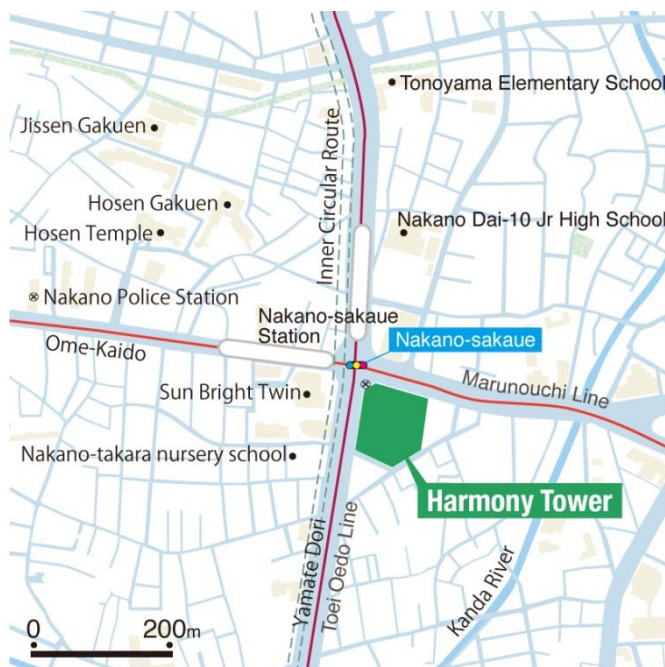 Tonoyama Elementary School
Jissen Gakuen
Inner Circular Route
Hosen Gakuen
Hosen Temple
Nakano Dai-10 Jr High School
Nakano Police Station
Nakano-sakaue
Station
Nakano-sakaue
Ome-Kaido
Marunouchi Line
Sun Bright Twin
Nakano-takara nursery school
Harmony Tower
Yamate Dori
Toei Oedo Line
Kanda River
0 200m